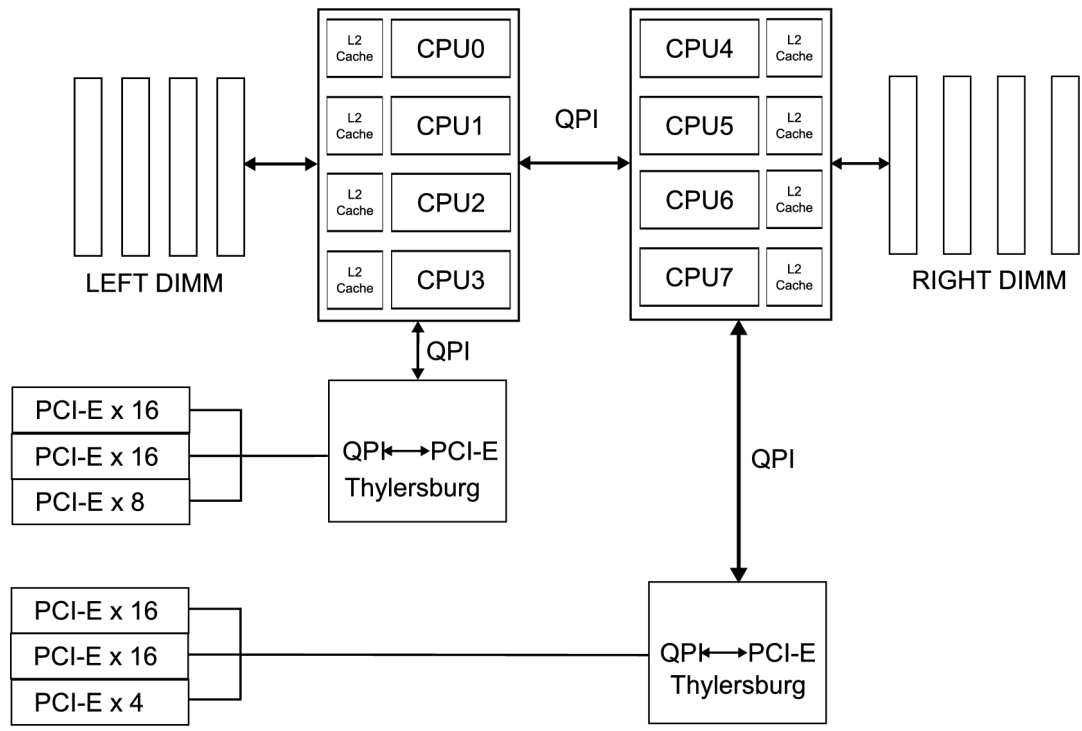 L2
Cache
CPU0
L2
Cache
CPU1
L2
Cache
CPU2
L2
Cache
CPU3
QPI
CPU4
L2
Cache
CPU5
L2
Cache
CPU6
L2
Cache
CPU7
L2
Cache
LEFT DIMM
RIGHT DIMM
QPI
PCI-E x 16
PCI-E x 16
PCI-E x 8
QPI PCI-E
Thylersburg
QPI
PCI-E x 16
PCI-E x 16
PCI-E x 4
QPI PCI-E
Thylersburg